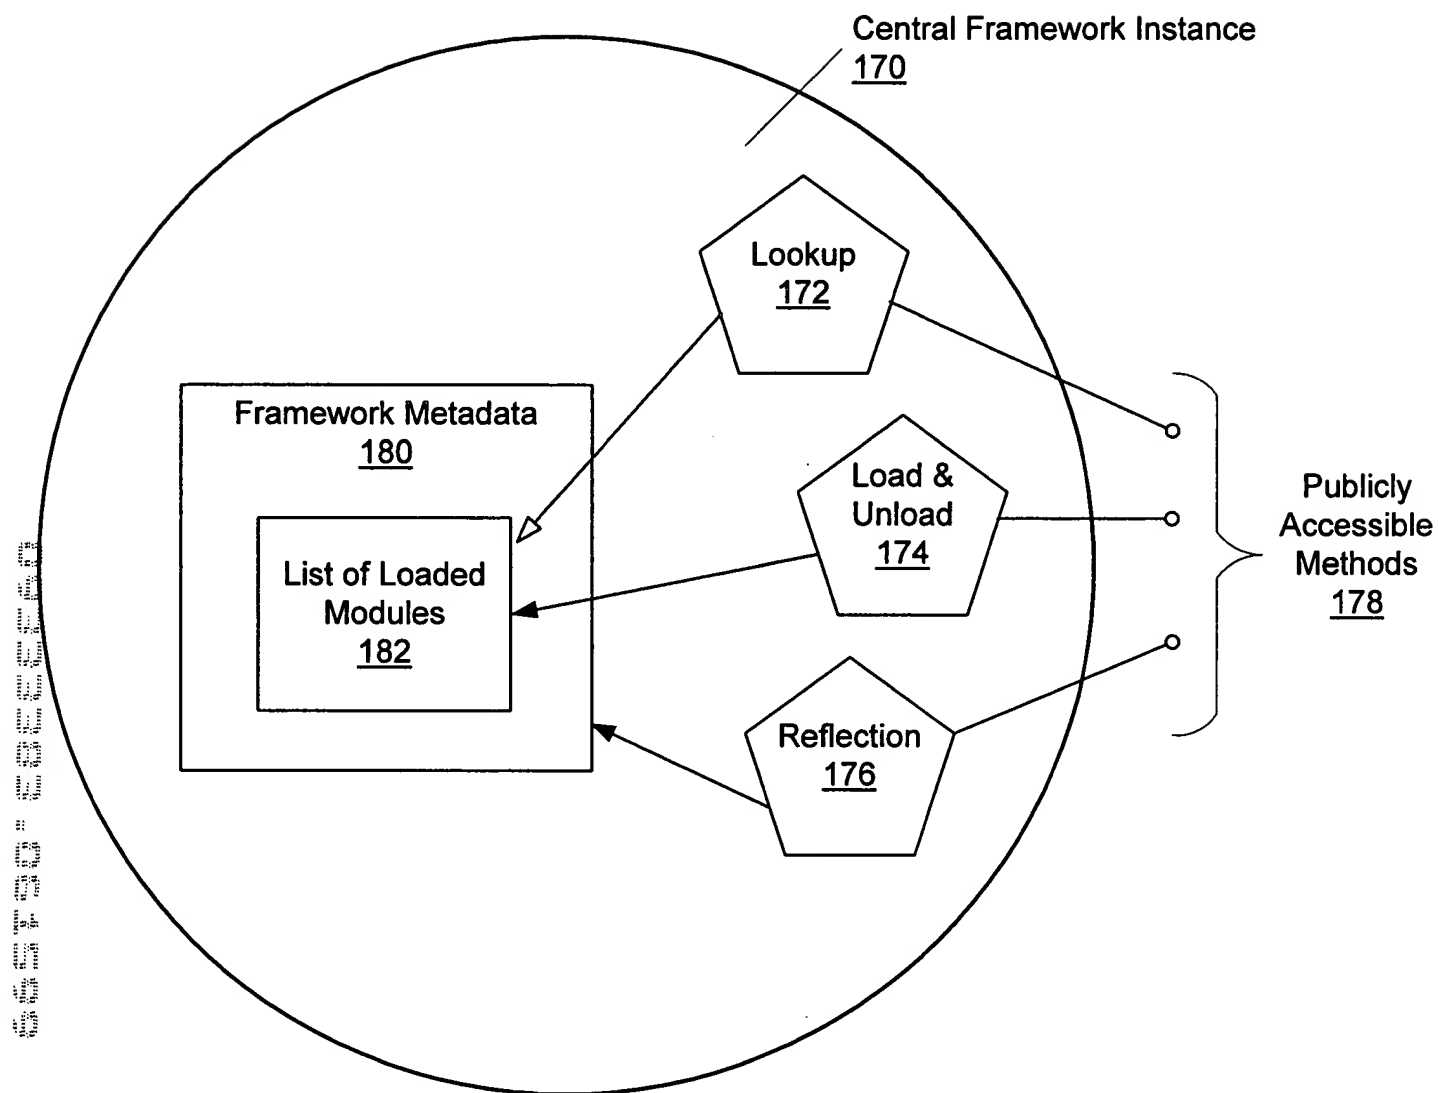 Central Framework Instance
170
Lookup
172
Framework Metadata
180
Load &
Unload
174
List of Loaded
Modules
182
Publicly
Accessible
Methods
178
Reflection
176